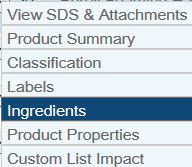 View SDS & Attachments
Product Summary
Classification
Labels
Ingredients
Product Properties
Custom List Impact